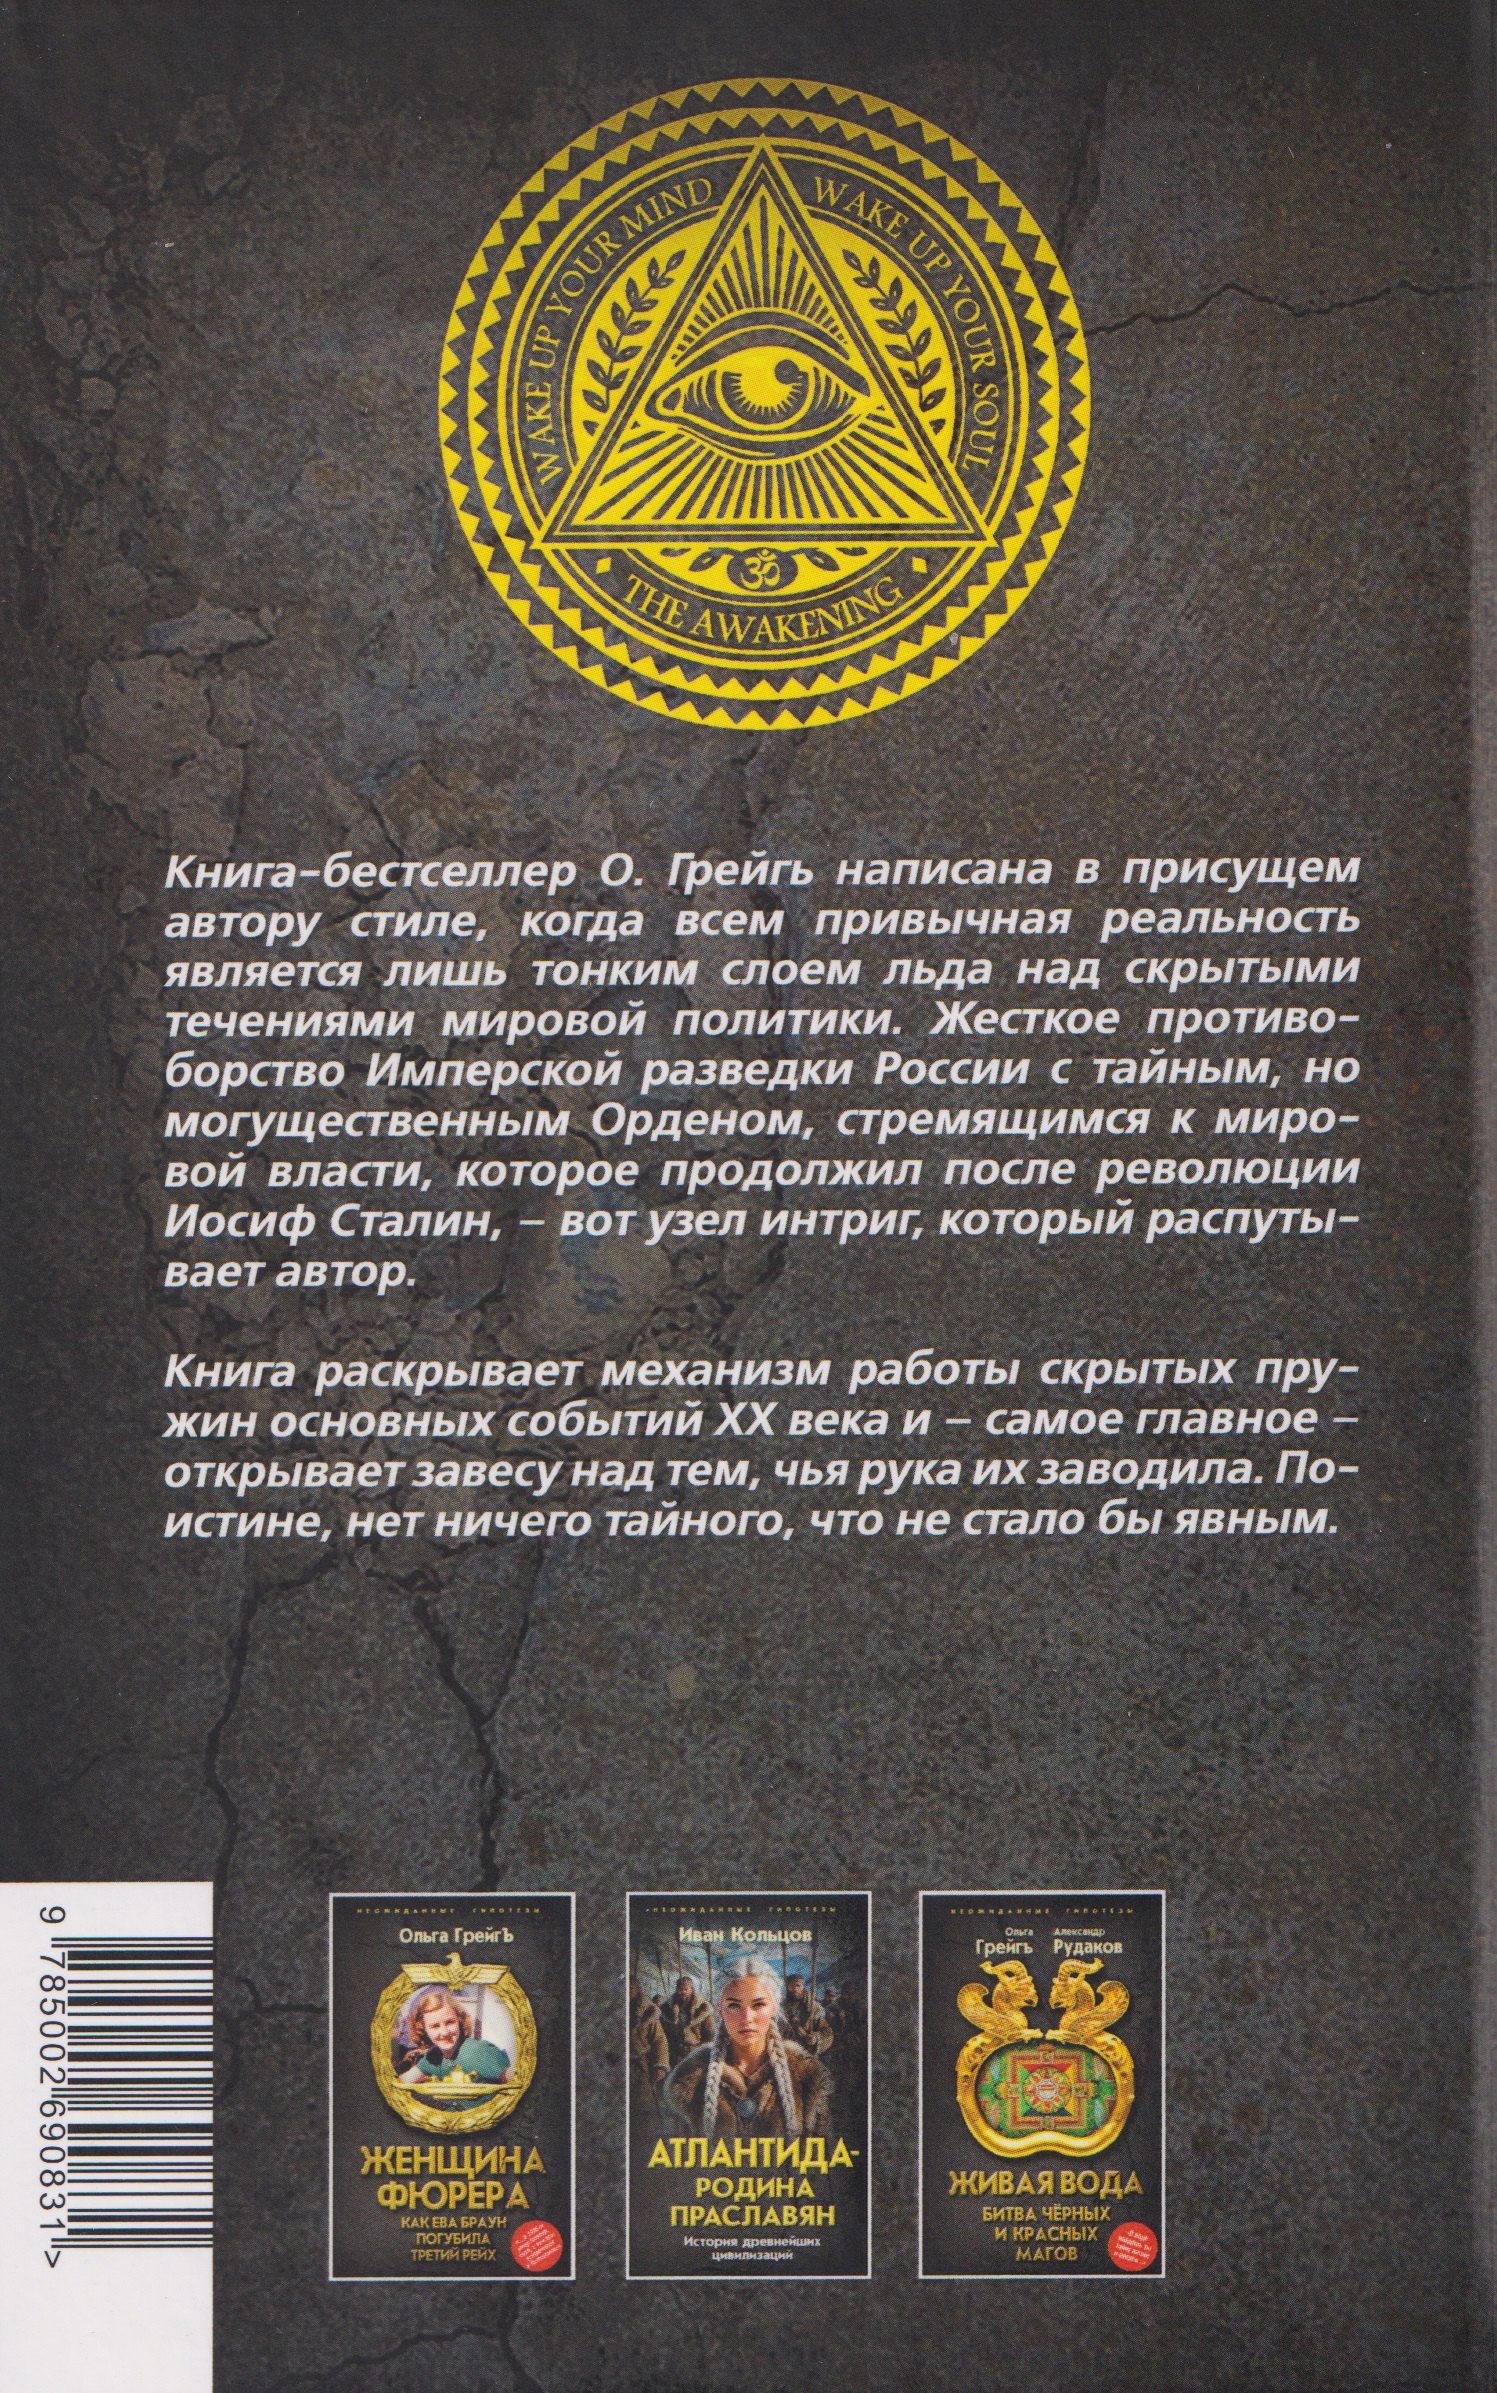 WAKE UP YOUR MIND
WAKE UP YOUR SOUL
ॐ
THE AWAKENING
Книга-бестселлер О. Грейгъ написана в присущем
автору стиле, когда всем привычная реальность
является лишь тонким слоем льда над скрытыми
течениями мировой политики. Жесткое противо-
борство Имперской разведки России с тайным, но
могущественным Орденом, стремящимся к миро-
вой власти, которое продолжил после революции
Иосиф Сталин, – вот узел интриг, который распуты-
вает автор.
Книга раскрывает механизм работы скрытых пру-
жин основных событий XX века и – самое главное –
открывает завесу над тем, чья рука их заводила. По-
истине, нет ничего тайного, что не стало бы явным.
9 785002 690831 >
НЕОЖИДАННЫЕ ГИПОТЕЗЫ
Ольга ГрейгЪ
ЖЕНЩИНА
ФЮРЕРА
КАК ЕВА БРАУН
ПОГУБИЛА
ТРЕТИЙ РЕЙХ
НЕОЖИДАННЫЕ ГИПОТЕЗЫ
Иван Кольцов
АТЛАНТИДА-
РОДИНА
ПРАСЛАВЯН
История древнейших
цивилизаций
НЕОЖИДАННЫЕ ГИПОТЕЗЫ
Ольга Александр
Грейгъ Рудаков
ЖИВАЯ ВОДА
БИТВА ЧЁРНЫХ
И КРАСНЫХ
МАГОВ